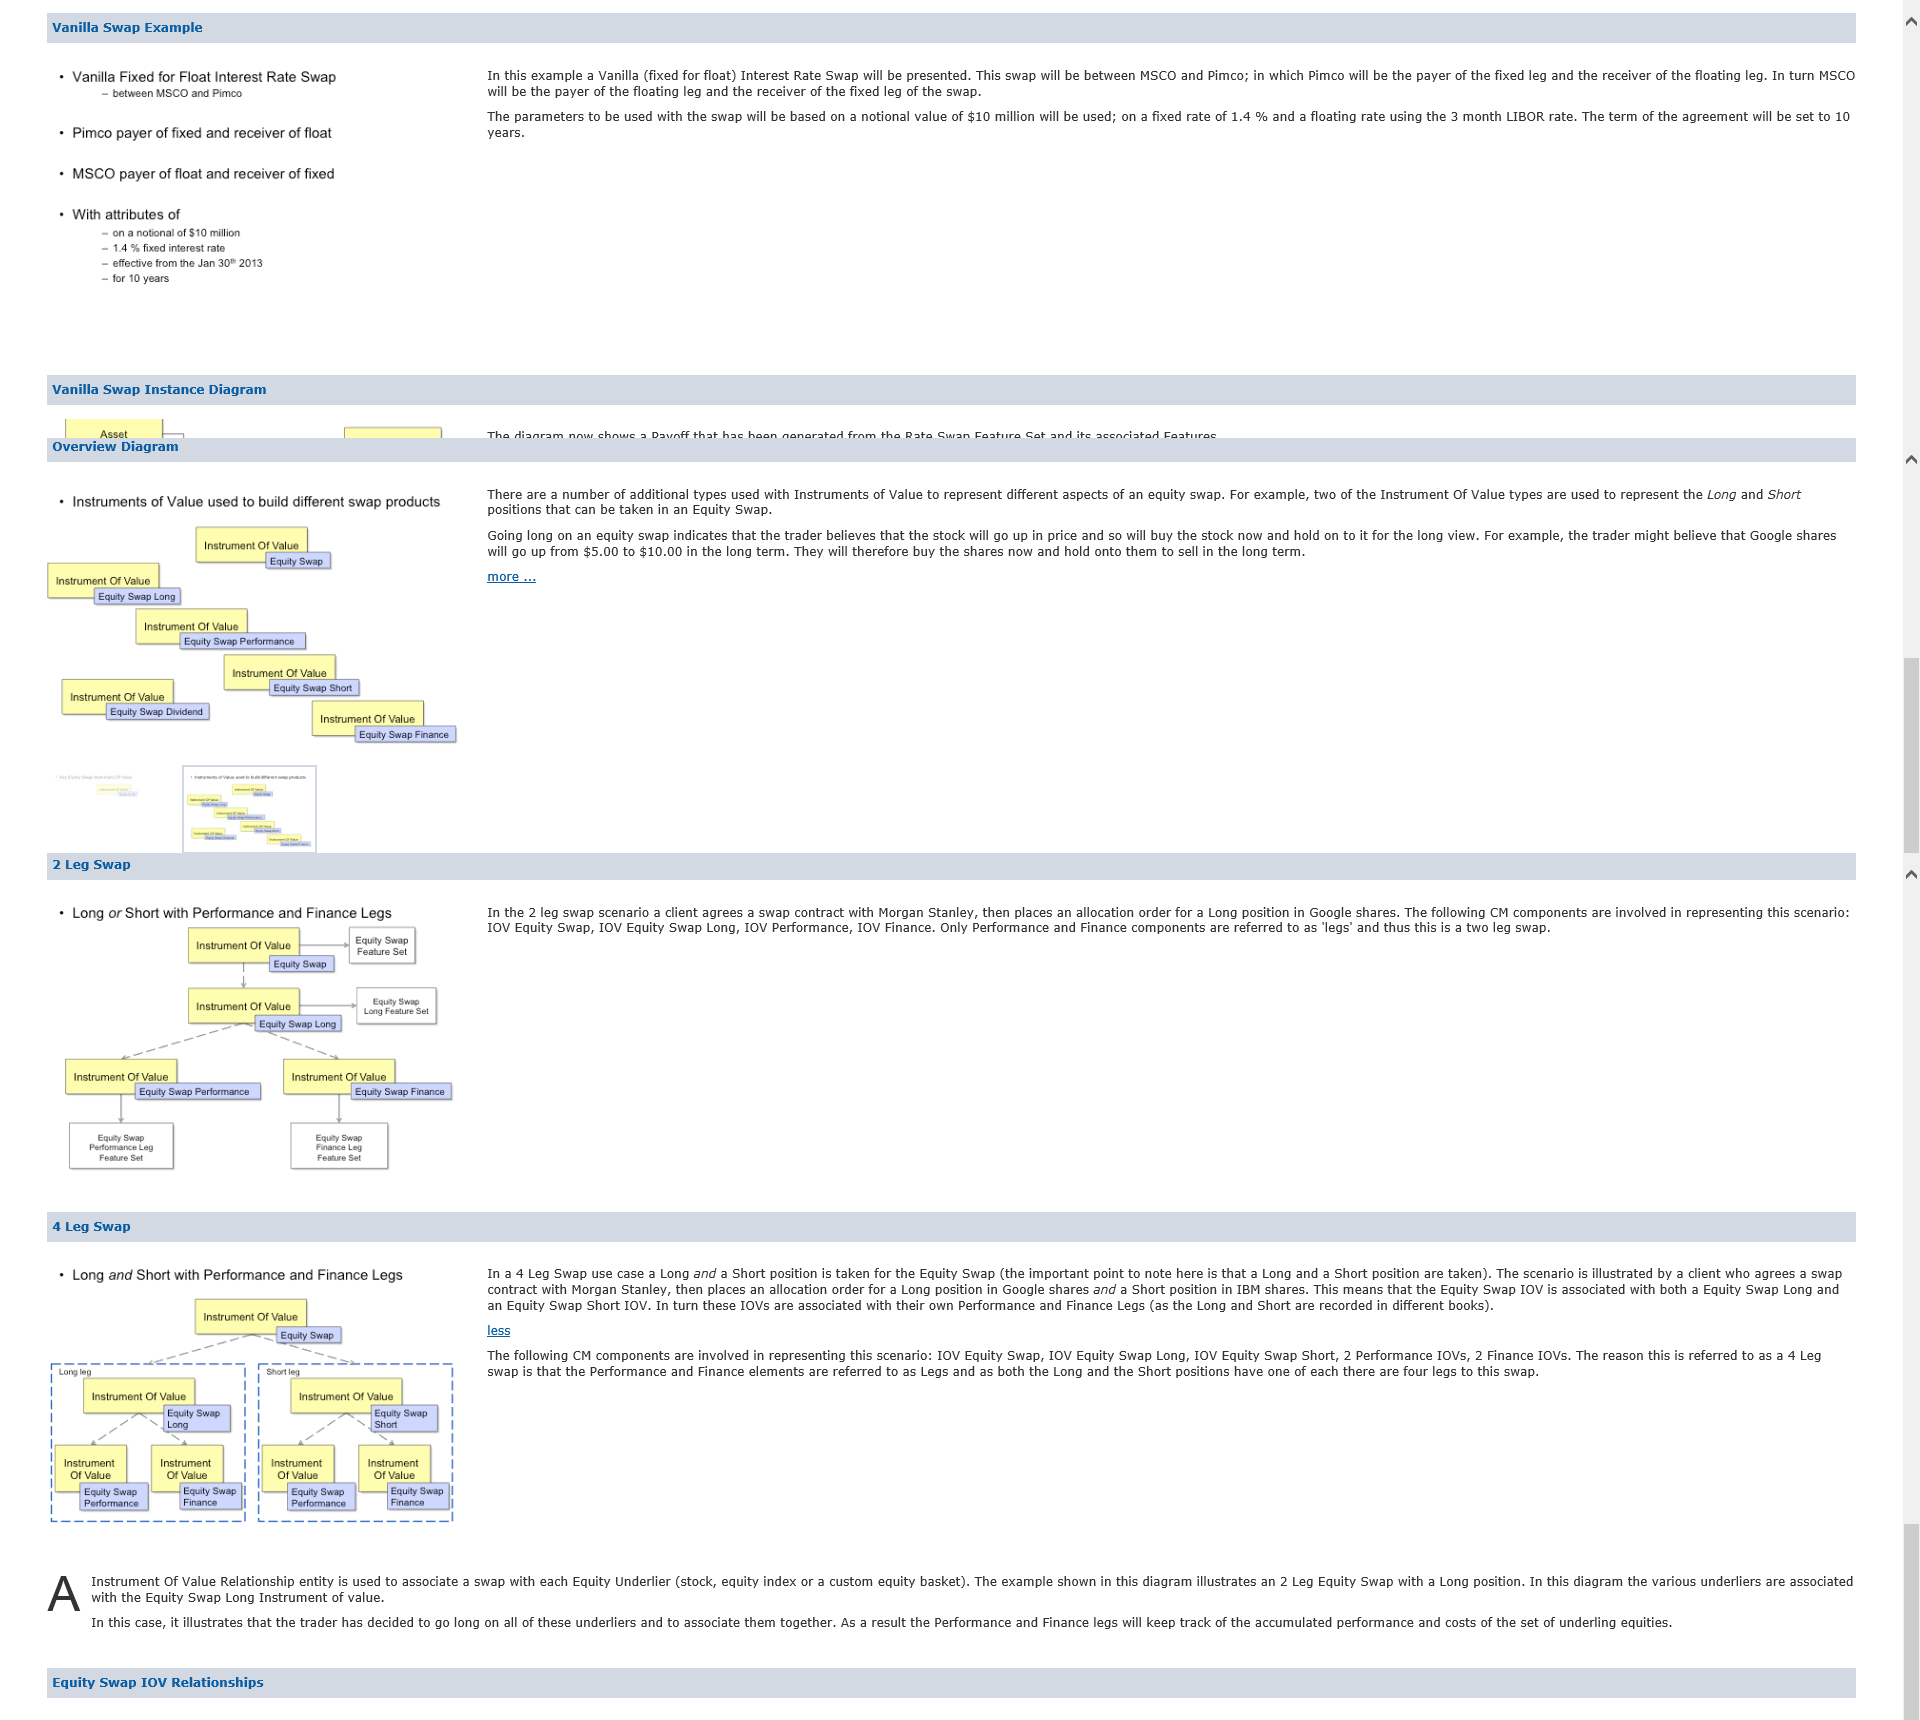 Vanilla Swap Example
• Vanilla Fixed for Float Interest Rate Swap
– between MSCO and Pimco
• Pimco payer of fixed and receiver of float
• MSCO payer of float and receiver of fixed
• With attributes of
– on a notional of $10 million
– 1.4 % fixed interest rate
– effective from the Jan 30th 2013
– for 10 years
In this example a Vanilla (fixed for float) Interest Rate Swap will be presented. This swap will be between MSCO and Pimco; in which Pimco will be the payer of the fixed leg and the receiver of the floating leg. In turn MSCO
will be the payer of the floating leg and the receiver of the fixed leg of the swap.
The parameters to be used with the swap will be based on a notional value of $10 million will be used; on a fixed rate of 1.4 % and a floating rate using the 3 month LIBOR rate. The term of the agreement will be set to 10
years.
Vanilla Swap Instance Diagram
Asset
The diagram now shows a Payoff that has been generated from the Rate Swap Feature Set and its associated Features.
Overview Diagram
• Instruments of Value used to build different swap products
Instrument Of Value
Equity Swap
Instrument Of Value
Equity Swap Long
Instrument Of Value
Equity Swap Performance
Instrument Of Value
Equity Swap Short
Instrument Of Value
Equity Swap Dividend
Instrument Of Value
Equity Swap Finance
There are a number of additional types used with Instruments of Value to represent different aspects of an equity swap. For example, two of the Instrument Of Value types are used to represent the Long and Short
positions that can be taken in an Equity Swap.
Going long on an equity swap indicates that the trader believes that the stock will go up in price and so will buy the stock now and hold on to it for the long view. For example, the trader might believe that Google shares
will go up from $5.00 to $10.00 in the long term. They will therefore buy the shares now and hold onto them to sell in the long term.
more ...
• Instruments of Value used to build different swap products
2 Leg Swap
• Long or Short with Performance and Finance Legs
Instrument Of Value
Equity Swap
Equity Swap
Feature Set
Instrument Of Value
Equity Swap Long
Equity Swap
Long Feature Set
Instrument Of Value
Equity Swap Performance
Instrument Of Value
Equity Swap Finance
Equity Swap
Performance Leg
Feature Set
Equity Swap
Finance Leg
Feature Set
In the 2 leg swap scenario a client agrees a swap contract with Morgan Stanley, then places an allocation order for a Long position in Google shares. The following CM components are involved in representing this scenario:
IOV Equity Swap, IOV Equity Swap Long, IOV Performance, IOV Finance. Only Performance and Finance components are referred to as 'legs' and thus this is a two leg swap.
4 Leg Swap
• Long and Short with Performance and Finance Legs
Instrument Of Value
Equity Swap
Long leg
Instrument Of Value
Equity Swap
Long
Instrument
Of Value
Equity Swap
Performance
Instrument
Of Value
Equity Swap
Finance
Short leg
Instrument Of Value
Equity Swap
Short
Instrument
Of Value
Equity Swap
Performance
Instrument
Of Value
Equity Swap
Finance
In a 4 Leg Swap use case a Long and a Short position is taken for the Equity Swap (the important point to note here is that a Long and a Short position are taken). The scenario is illustrated by a client who agrees a swap
contract with Morgan Stanley, then places an allocation order for a Long position in Google shares and a Short position in IBM shares. This means that the Equity Swap IOV is associated with both a Equity Swap Long and
an Equity Swap Short IOV. In turn these IOVs are associated with their own Performance and Finance Legs (as the Long and Short are recorded in different books).
less
The following CM components are involved in representing this scenario: IOV Equity Swap, IOV Equity Swap Long, IOV Equity Swap Short, 2 Performance IOVs, 2 Finance IOVs. The reason this is referred to as a 4 Leg
swap is that the Performance and Finance elements are referred to as Legs and as both the Long and the Short positions have one of each there are four legs to this swap.
A Instrument Of Value Relationship entity is used to associate a swap with each Equity Underlier (stock, equity index or a custom equity basket). The example shown in this diagram illustrates an 2 Leg Equity Swap with a Long position. In this diagram the various underliers are associated
with the Equity Swap Long Instrument of value.
In this case, it illustrates that the trader has decided to go long on all of these underliers and to associate them together. As a result the Performance and Finance legs will keep track of the accumulated performance and costs of the set of underling equities.
Equity Swap IOV Relationships